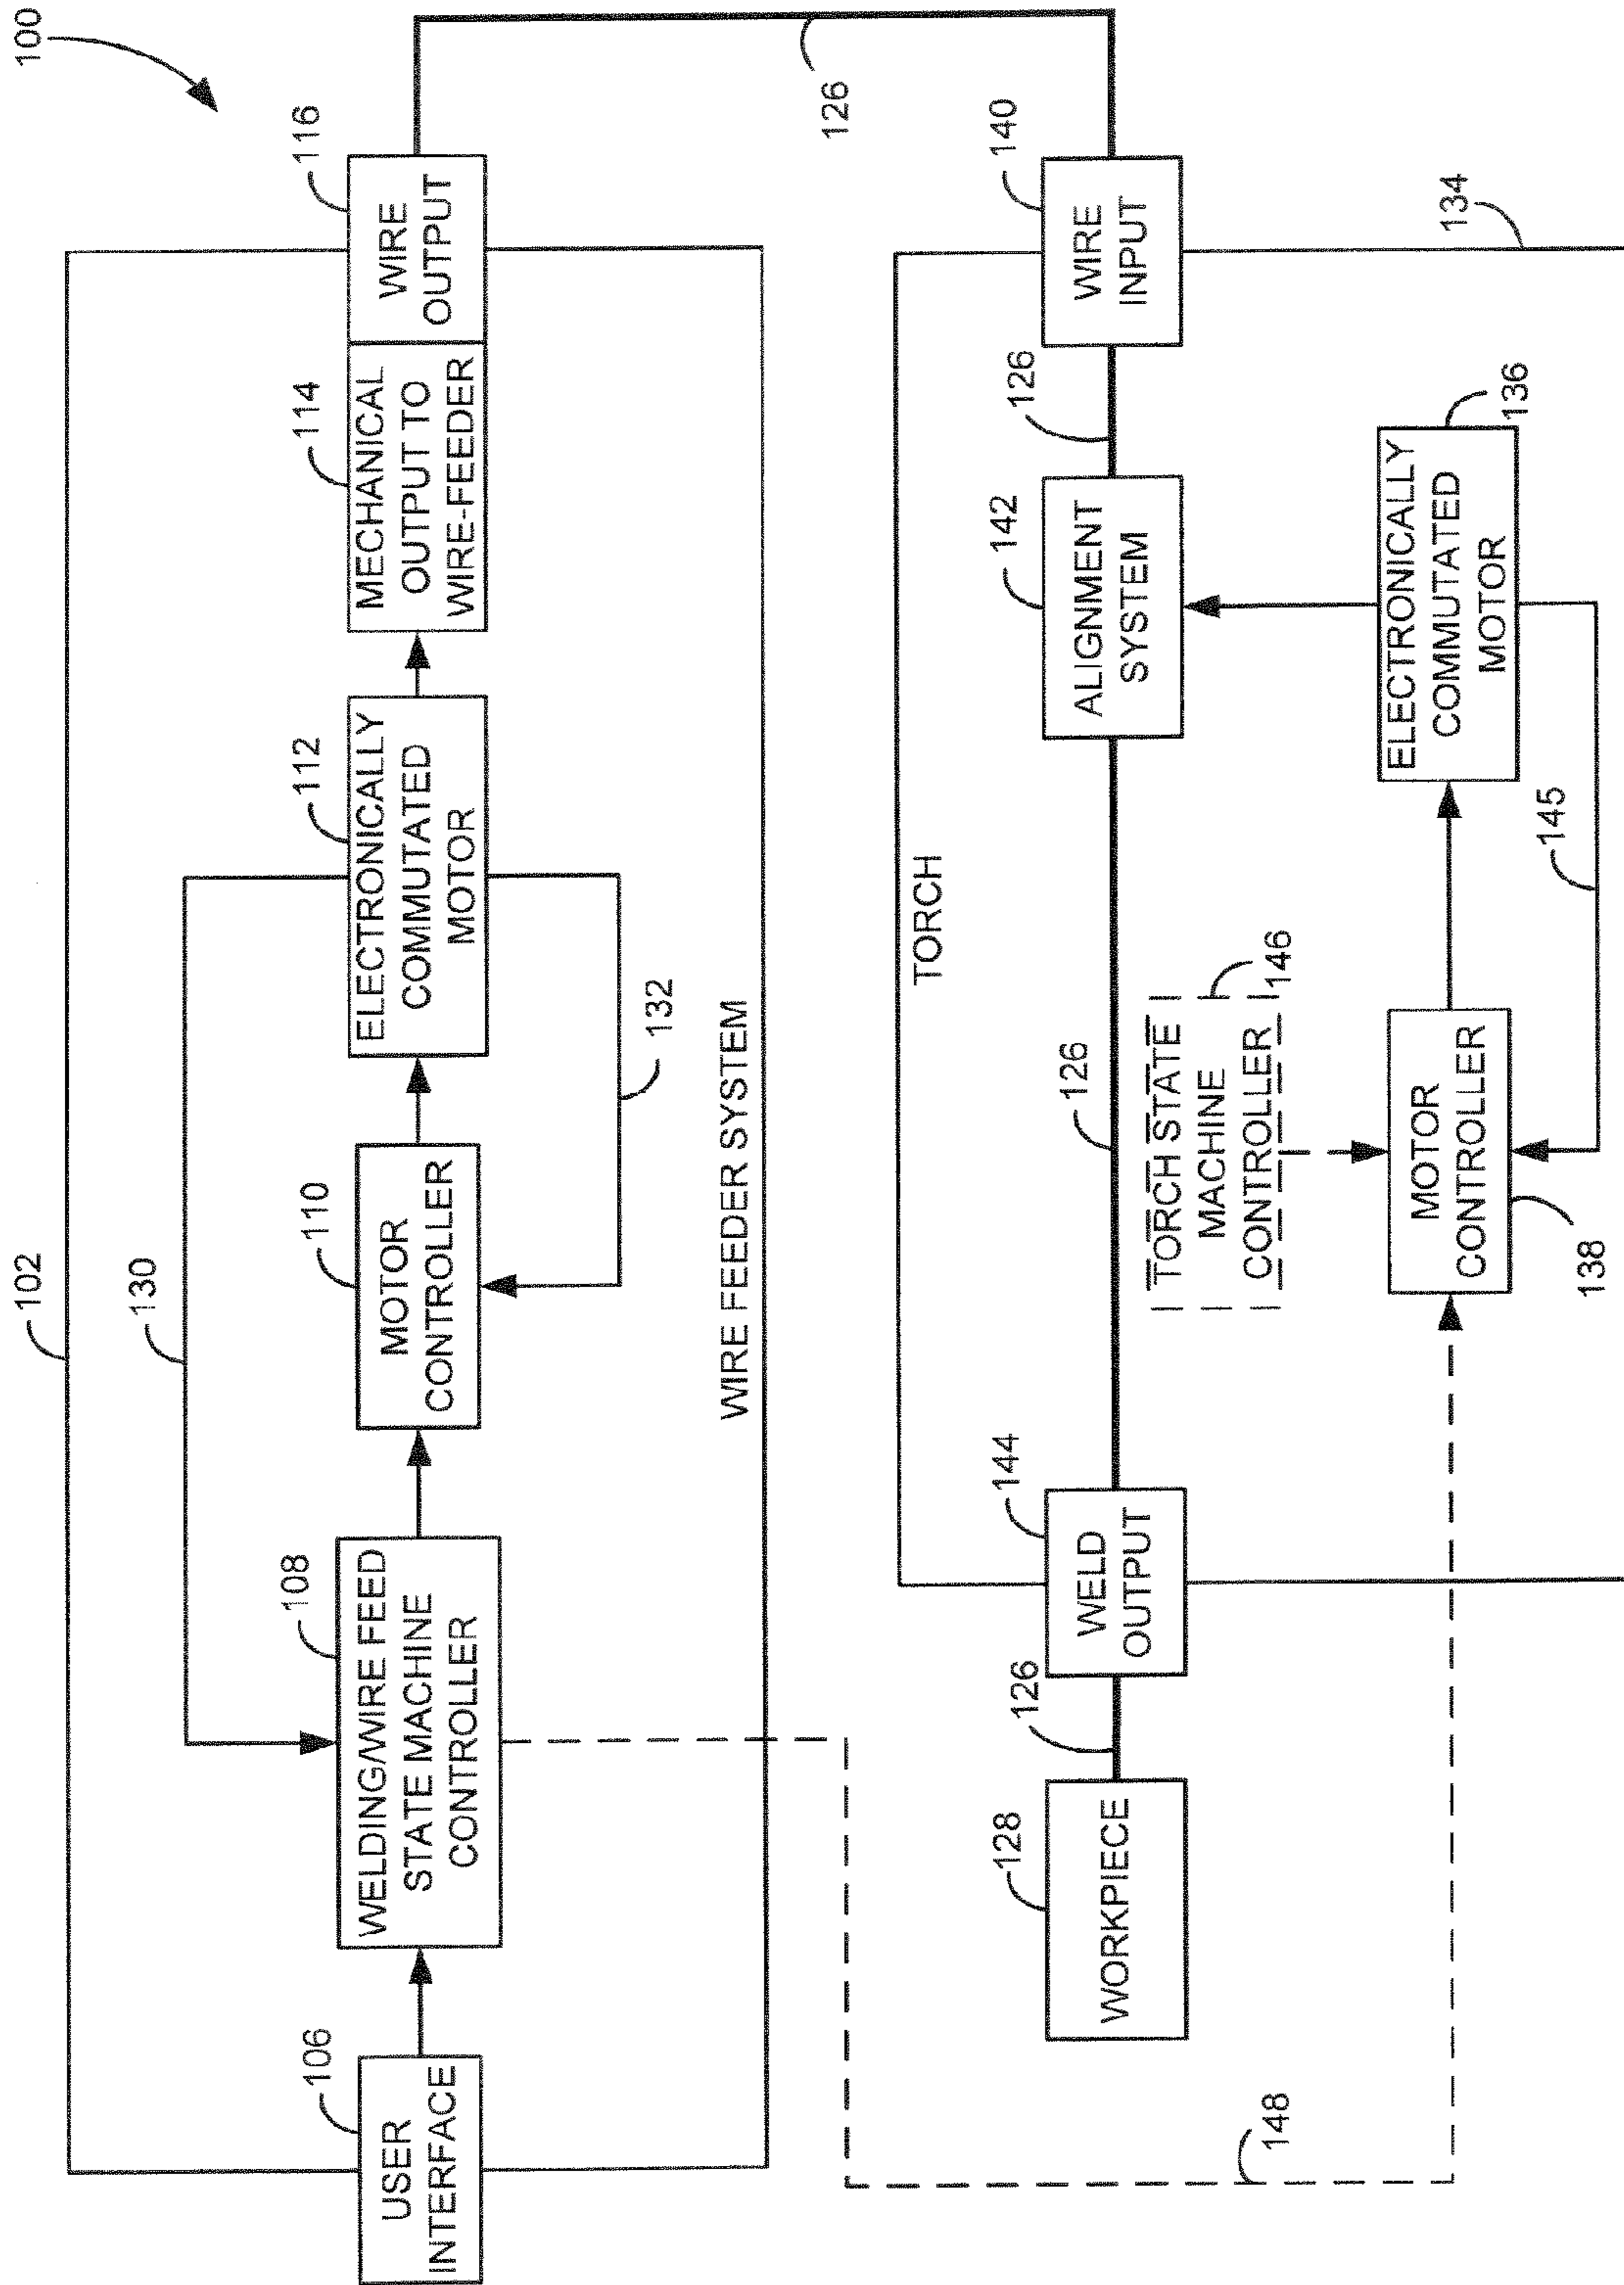 100
102
130
106
USER
INTERFACE
108
WELDING/WIRE FEED
STATE MACHINE
CONTROLLER
110
MOTOR
CONTROLLER
112
ELECTRONICALLY
COMMUTATED
MOTOR
114
MECHANICAL
OUTPUT TO
WIRE-FEEDER
116
WIRE
OUTPUT
132
WIRE FEEDER SYSTEM
126
TORCH
128
WORKPIECE
126
144
WELD
OUTPUT
126
142
ALIGNMENT
SYSTEM
126
140
WIRE
INPUT
TORCH STATE
MACHINE
CONTROLLER
146
148
138
MOTOR
CONTROLLER
145
ELECTRONICALLY
COMMUTATED
MOTOR
136
134